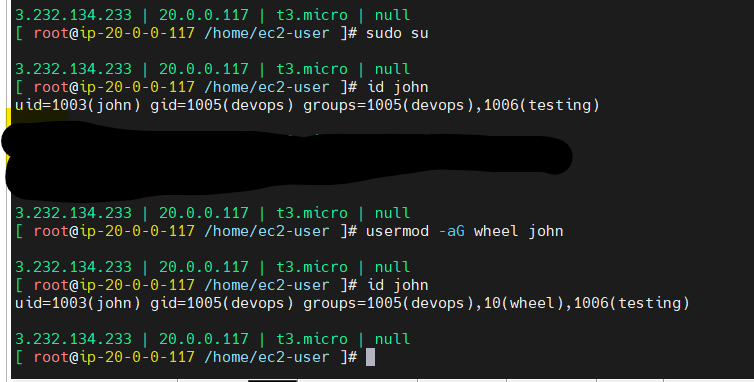 3.232.134.233 | 20.0.0.117 | t3.micro | null
[ root@ip-20-0-0-117 /home/ec2-user ]# sudo su
3.232.134.233 | 20.0.0.117 | t3.micro | null
[ root@ip-20-0-0-117 /home/ec2-user ]# id john
uid=1003(john) gid=1005(devops) groups=1005(devops),1006(testing)
3.232.134.233 | 20.0.0.117 | t3.micro | null
[ root@ip-20-0-0-117 /home/ec2-user ]# usermod -aG wheel john
3.232.134.233 | 20.0.0.117 | t3.micro | null
[ root@ip-20-0-0-117 /home/ec2-user ]# id john
uid=1003(john) gid=1005(devops) groups=1005(devops),10(wheel),1006(testing)
3.232.134.233 | 20.0.0.117 | t3.micro | null
[ root@ip-20-0-0-117 /home/ec2-user ]#